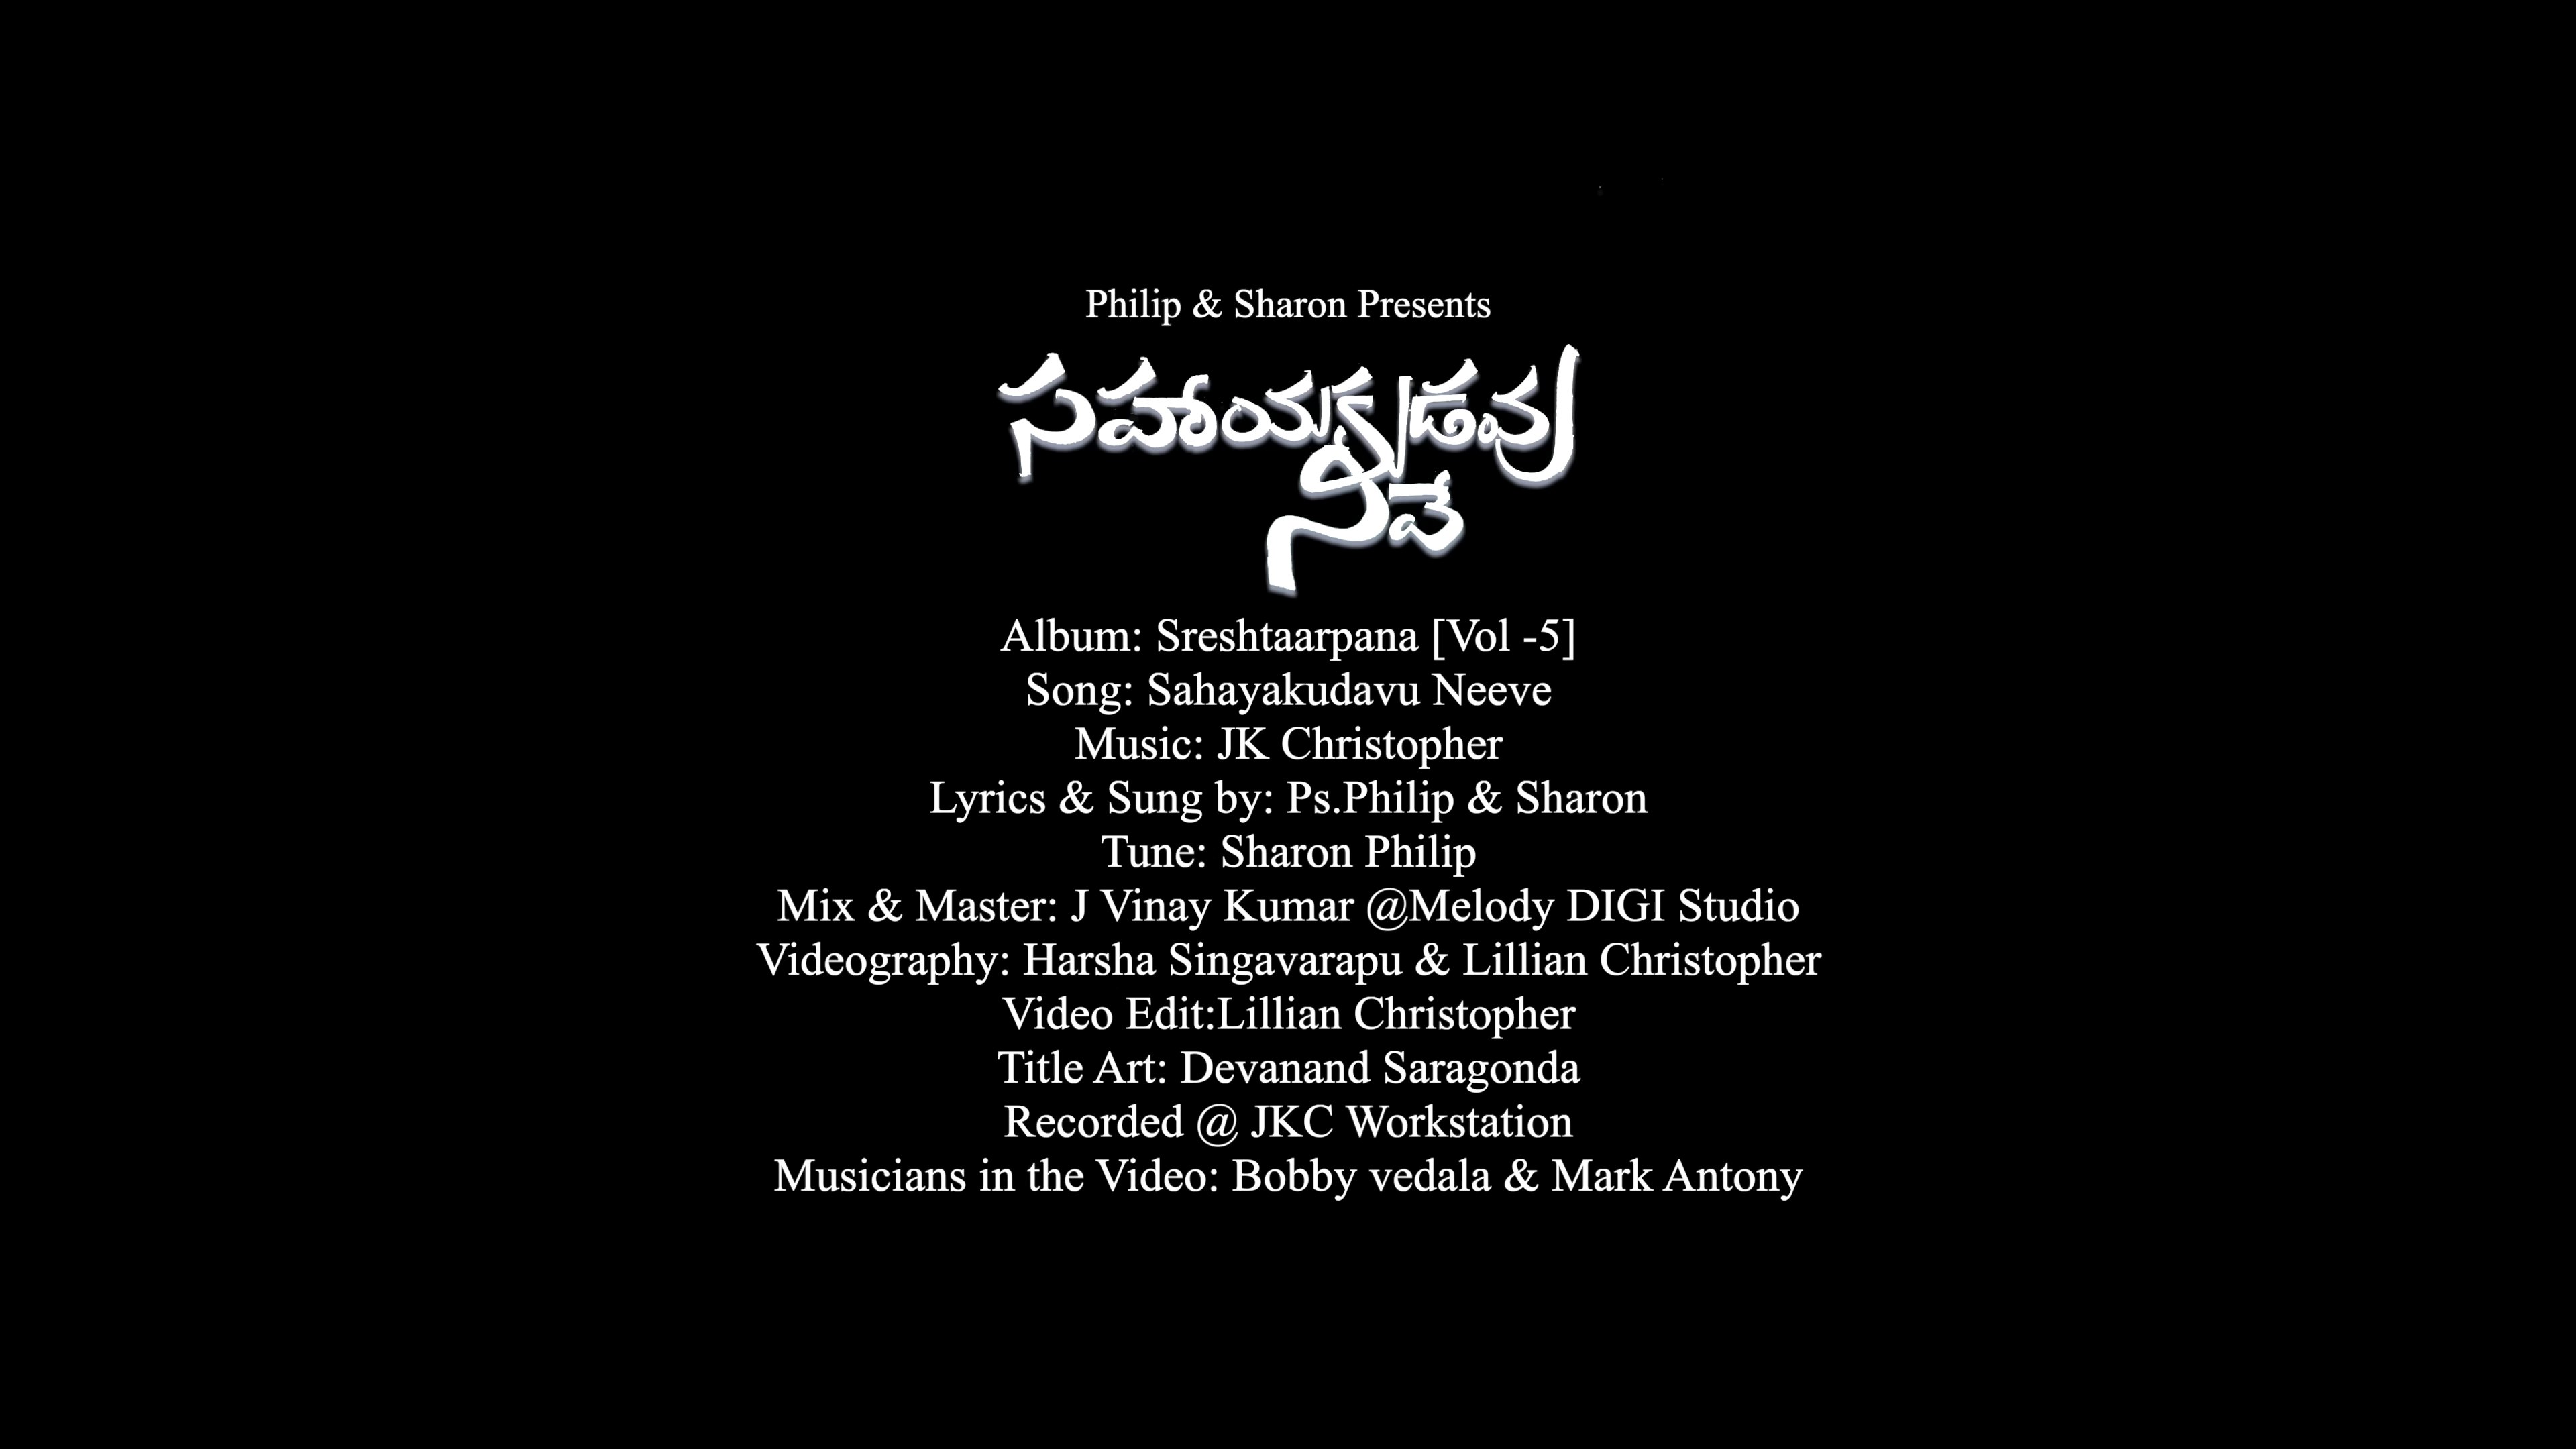 Philip & Sharon Presents
సహాయకుడవు
నీవే
Album: Sreshtaarpana [Vol -5]
Song: Sahayakudavu Neeve
Music: JK Christopher
Lyrics & Sung by: Ps.Philip & Sharon
Tune: Sharon Philip
Mix & Master: J Vinay Kumar @Melody DIGI Studio
Videography: Harsha Singavarapu & Lillian Christopher
Video Edit:Lillian Christopher
Title Art: Devanand Saragonda
Recorded @ JKC Workstation
Musicians in the Video: Bobby vedala & Mark Antony